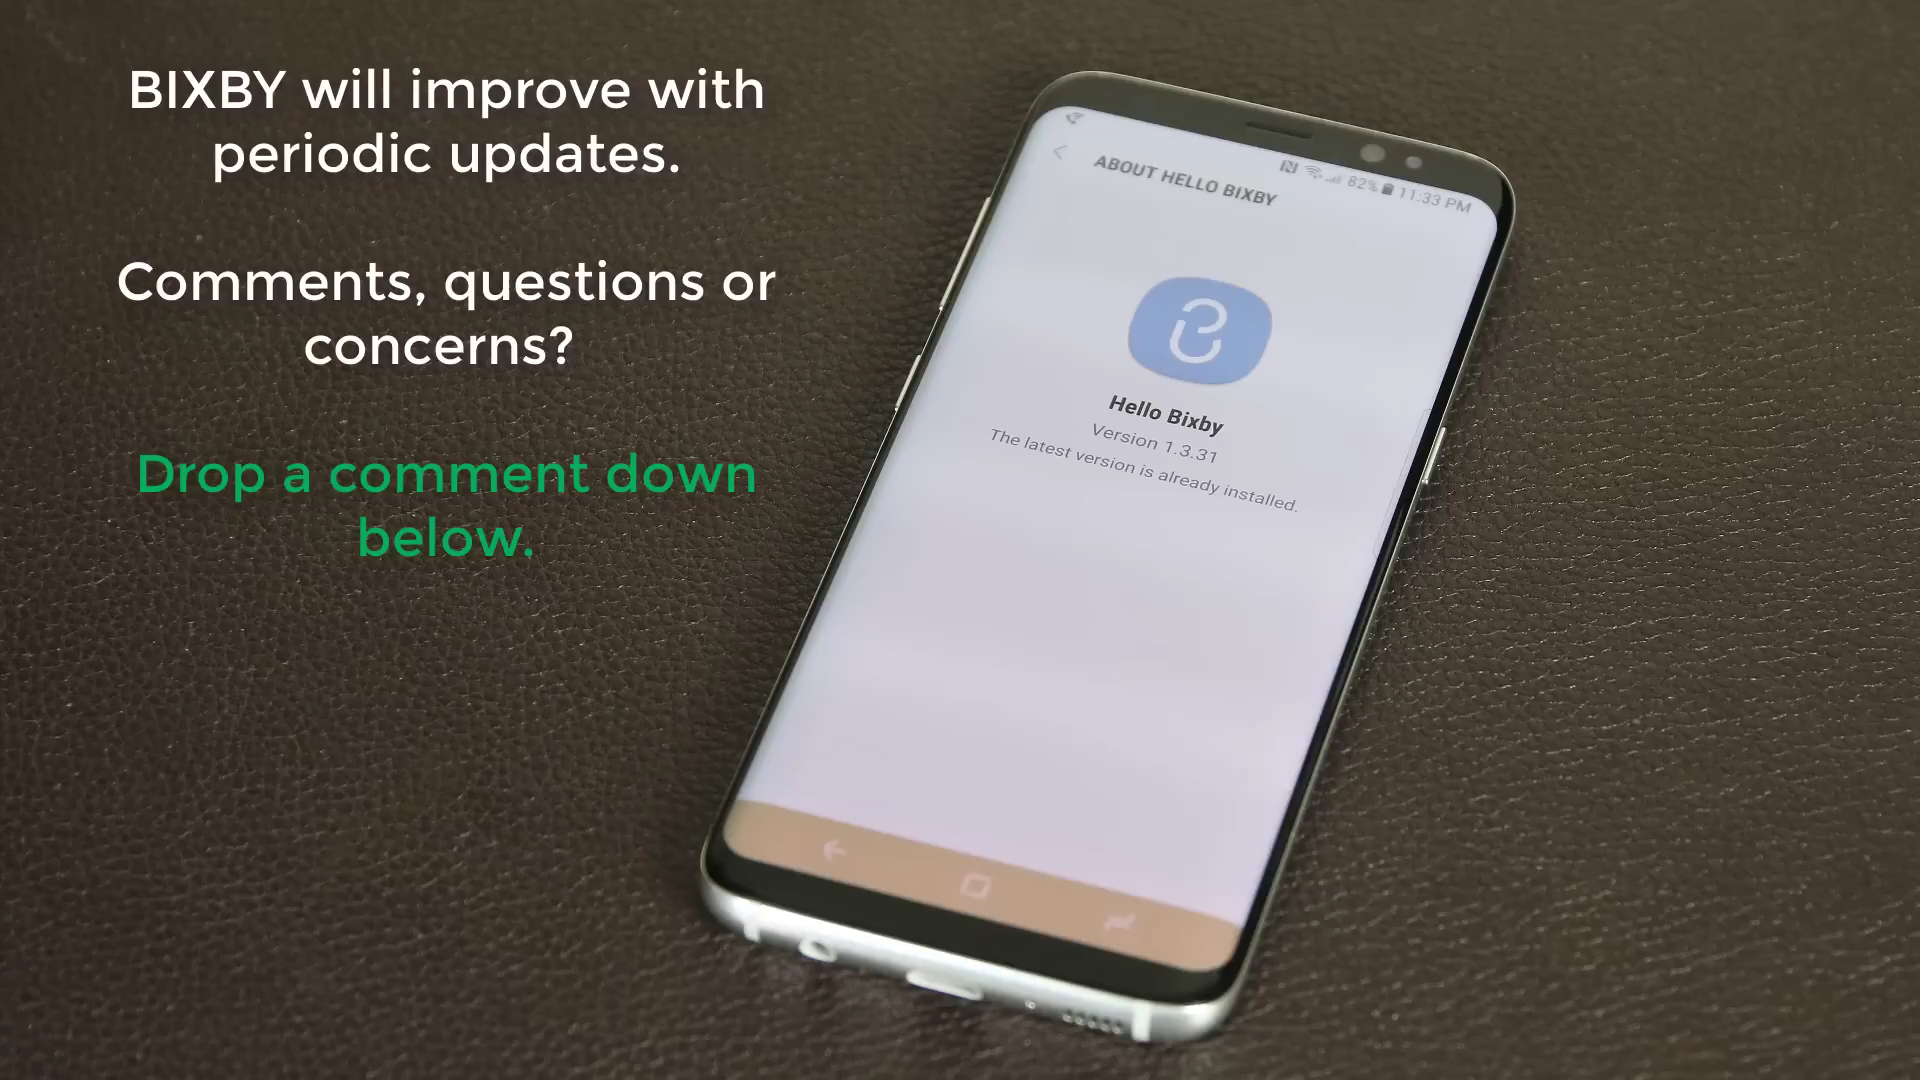 BIXBY will improve with
periodic updates.
Comments, questions or
concerns?
Drop a comment down
below.
82% 11:33 PM
ABOUT HELLO BIXBY
Hello Bixby
Version 1.3.31
The latest version is already installed.